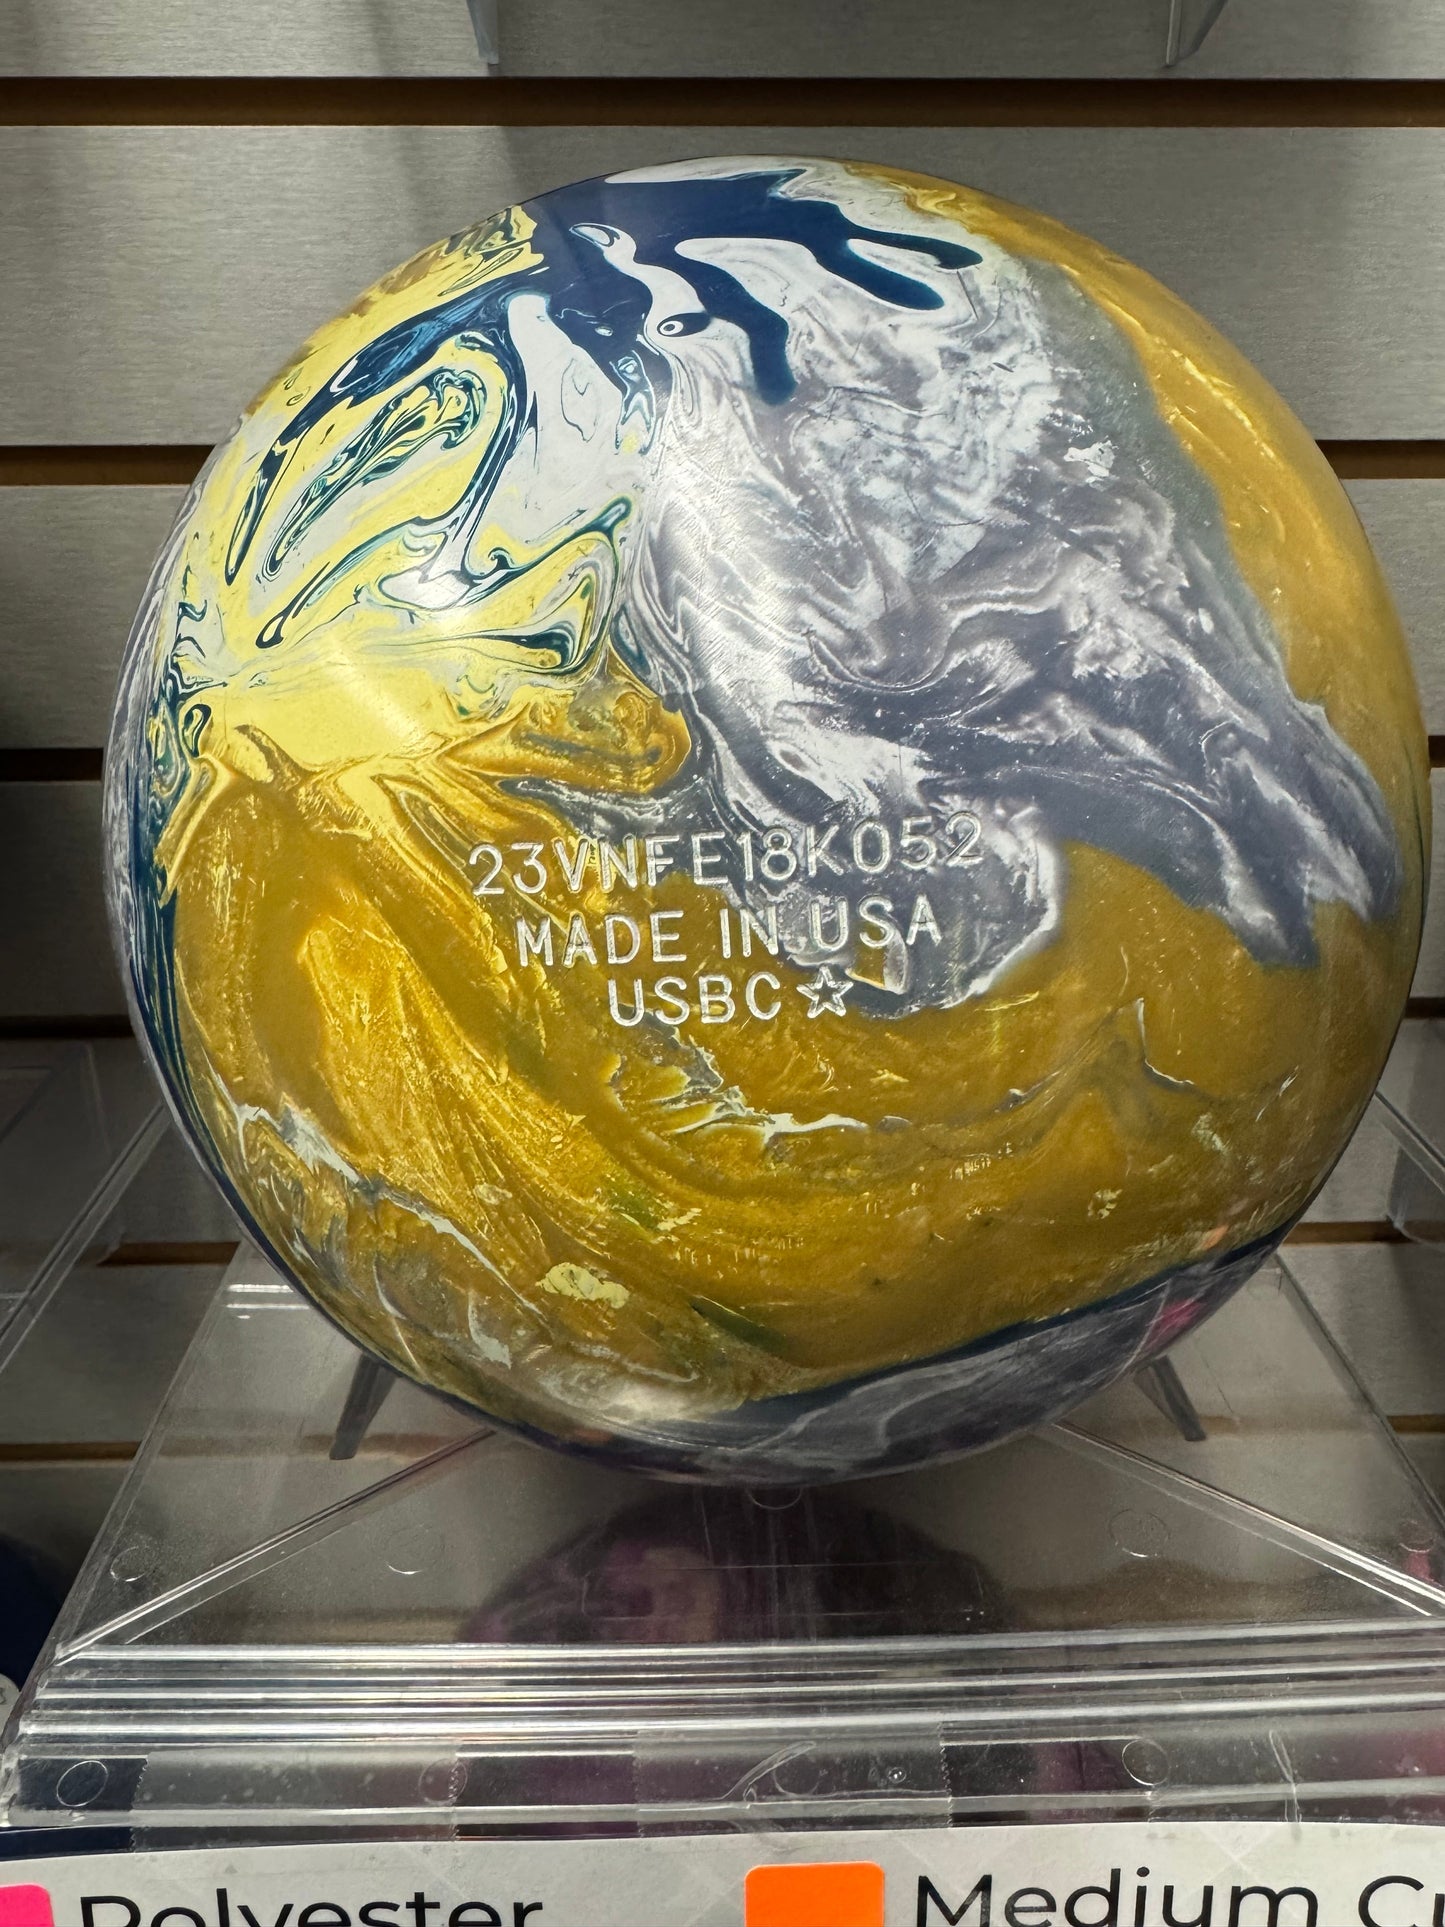 23VNFE18K052
MADE IN USA
USBC☆
Polyester
Medium